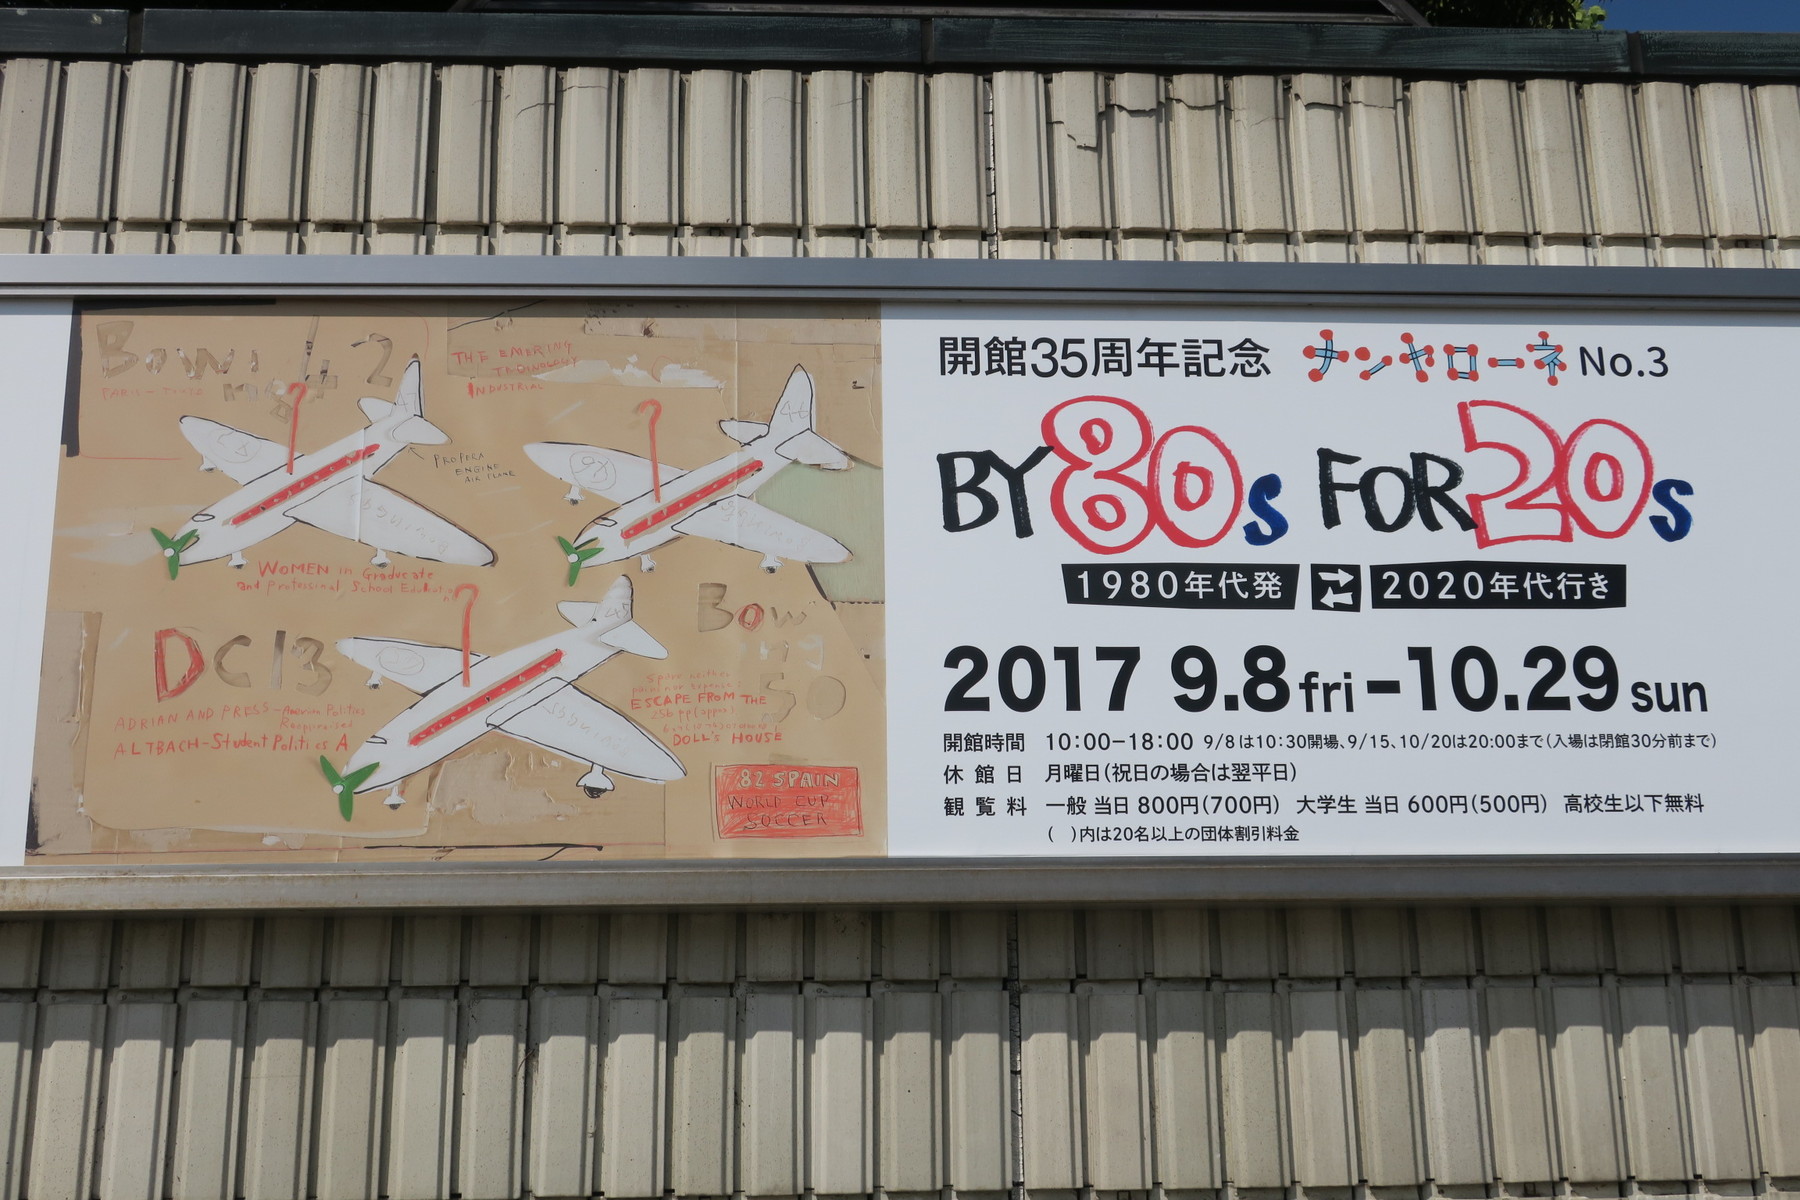 開館35周年記念 ナンヤローネ No.3
BY 80s FOR 20s
1980年代発 ⇄ 2020年代行き
2017 9.8 fri - 10.29 sun
開館時間 10:00-18:00 9/8は10:30開場、9/15、10/20は20:00まで(入場は閉館30分前まで)
休館日 月曜日(祝日の場合は翌平日)
観覧料 一般 当日 800円(700円) 大学生 当日 600円(500円) 高校生以下無料
( )内は20名以上の団体割引料金
42
THE EMERING
INDUSTRIAL
47
46
PROPERA
ENGINE
AIR PLANE
WOMEN in Graduate
and professional School Education
45
Bow
DC13
50
ADRIAN AND PRESS
ALTBACH-Student Politics A
ESCAPE FROM THE
DOLL'S HOUSE
82 SPAIN
WORLD CUP
SOCCER